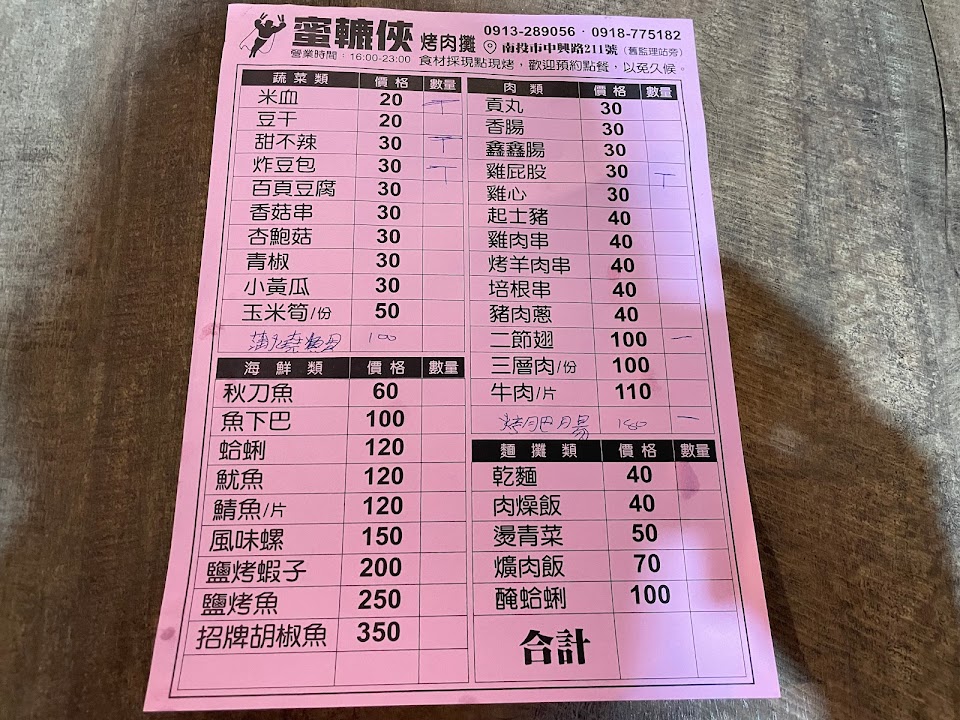 蜜轆俠 烤肉攤 0913-289056·0918-775182
南投市中興路211號（舊監理站旁）
營業時間：16:00-23:00 食材採現點現烤，歡迎預約點餐，以免久候。
蔬菜類 價格 數量
米血 20 T
豆干 20
甜不辣 30 T
炸豆包 30 T
百頁豆腐 30
香菇串 30
杏鮑菇 30
青椒 30
小黃瓜 30
玉米筍/份 50
100
海鮮類 價格 數量
秋刀魚 60
魚下巴 100
蛤蜊 120
魷魚 120
鯖魚/片 120
風味螺 150
鹽烤蝦子 200
鹽烤魚 250
招牌胡椒魚 350
肉類 價格 數量
貢丸 30
香腸 30
鑫鑫腸 30
雞屁股 30 T
雞心 30
起士豬 40
雞肉串 40
烤羊肉串 40
培根串 40
豬肉蔥 40
二節翅 100 一
三層肉/份 100
牛肉/片 110
180 一
麵攤類 價格 數量
乾麵 40
肉燥飯 40
燙青菜 50
爌肉飯 70
醃蛤蜊 100
合計